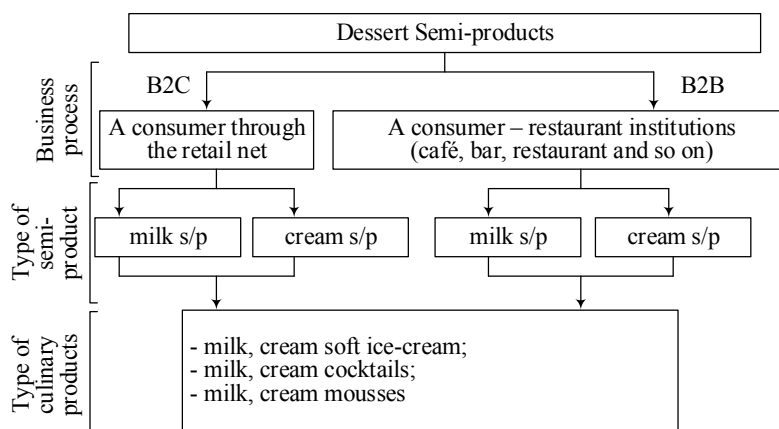 Dessert Semi-products
B2C
B2B
Business
process
A consumer through
the retail net
A consumer – restaurant institutions
(café, bar, restaurant and so on)
Type of
semi-
product
milk s/p
cream s/p
milk s/p
cream s/p
Type of
culinary
products
- milk, cream soft ice-cream;
- milk, cream cocktails;
- milk, cream mousses